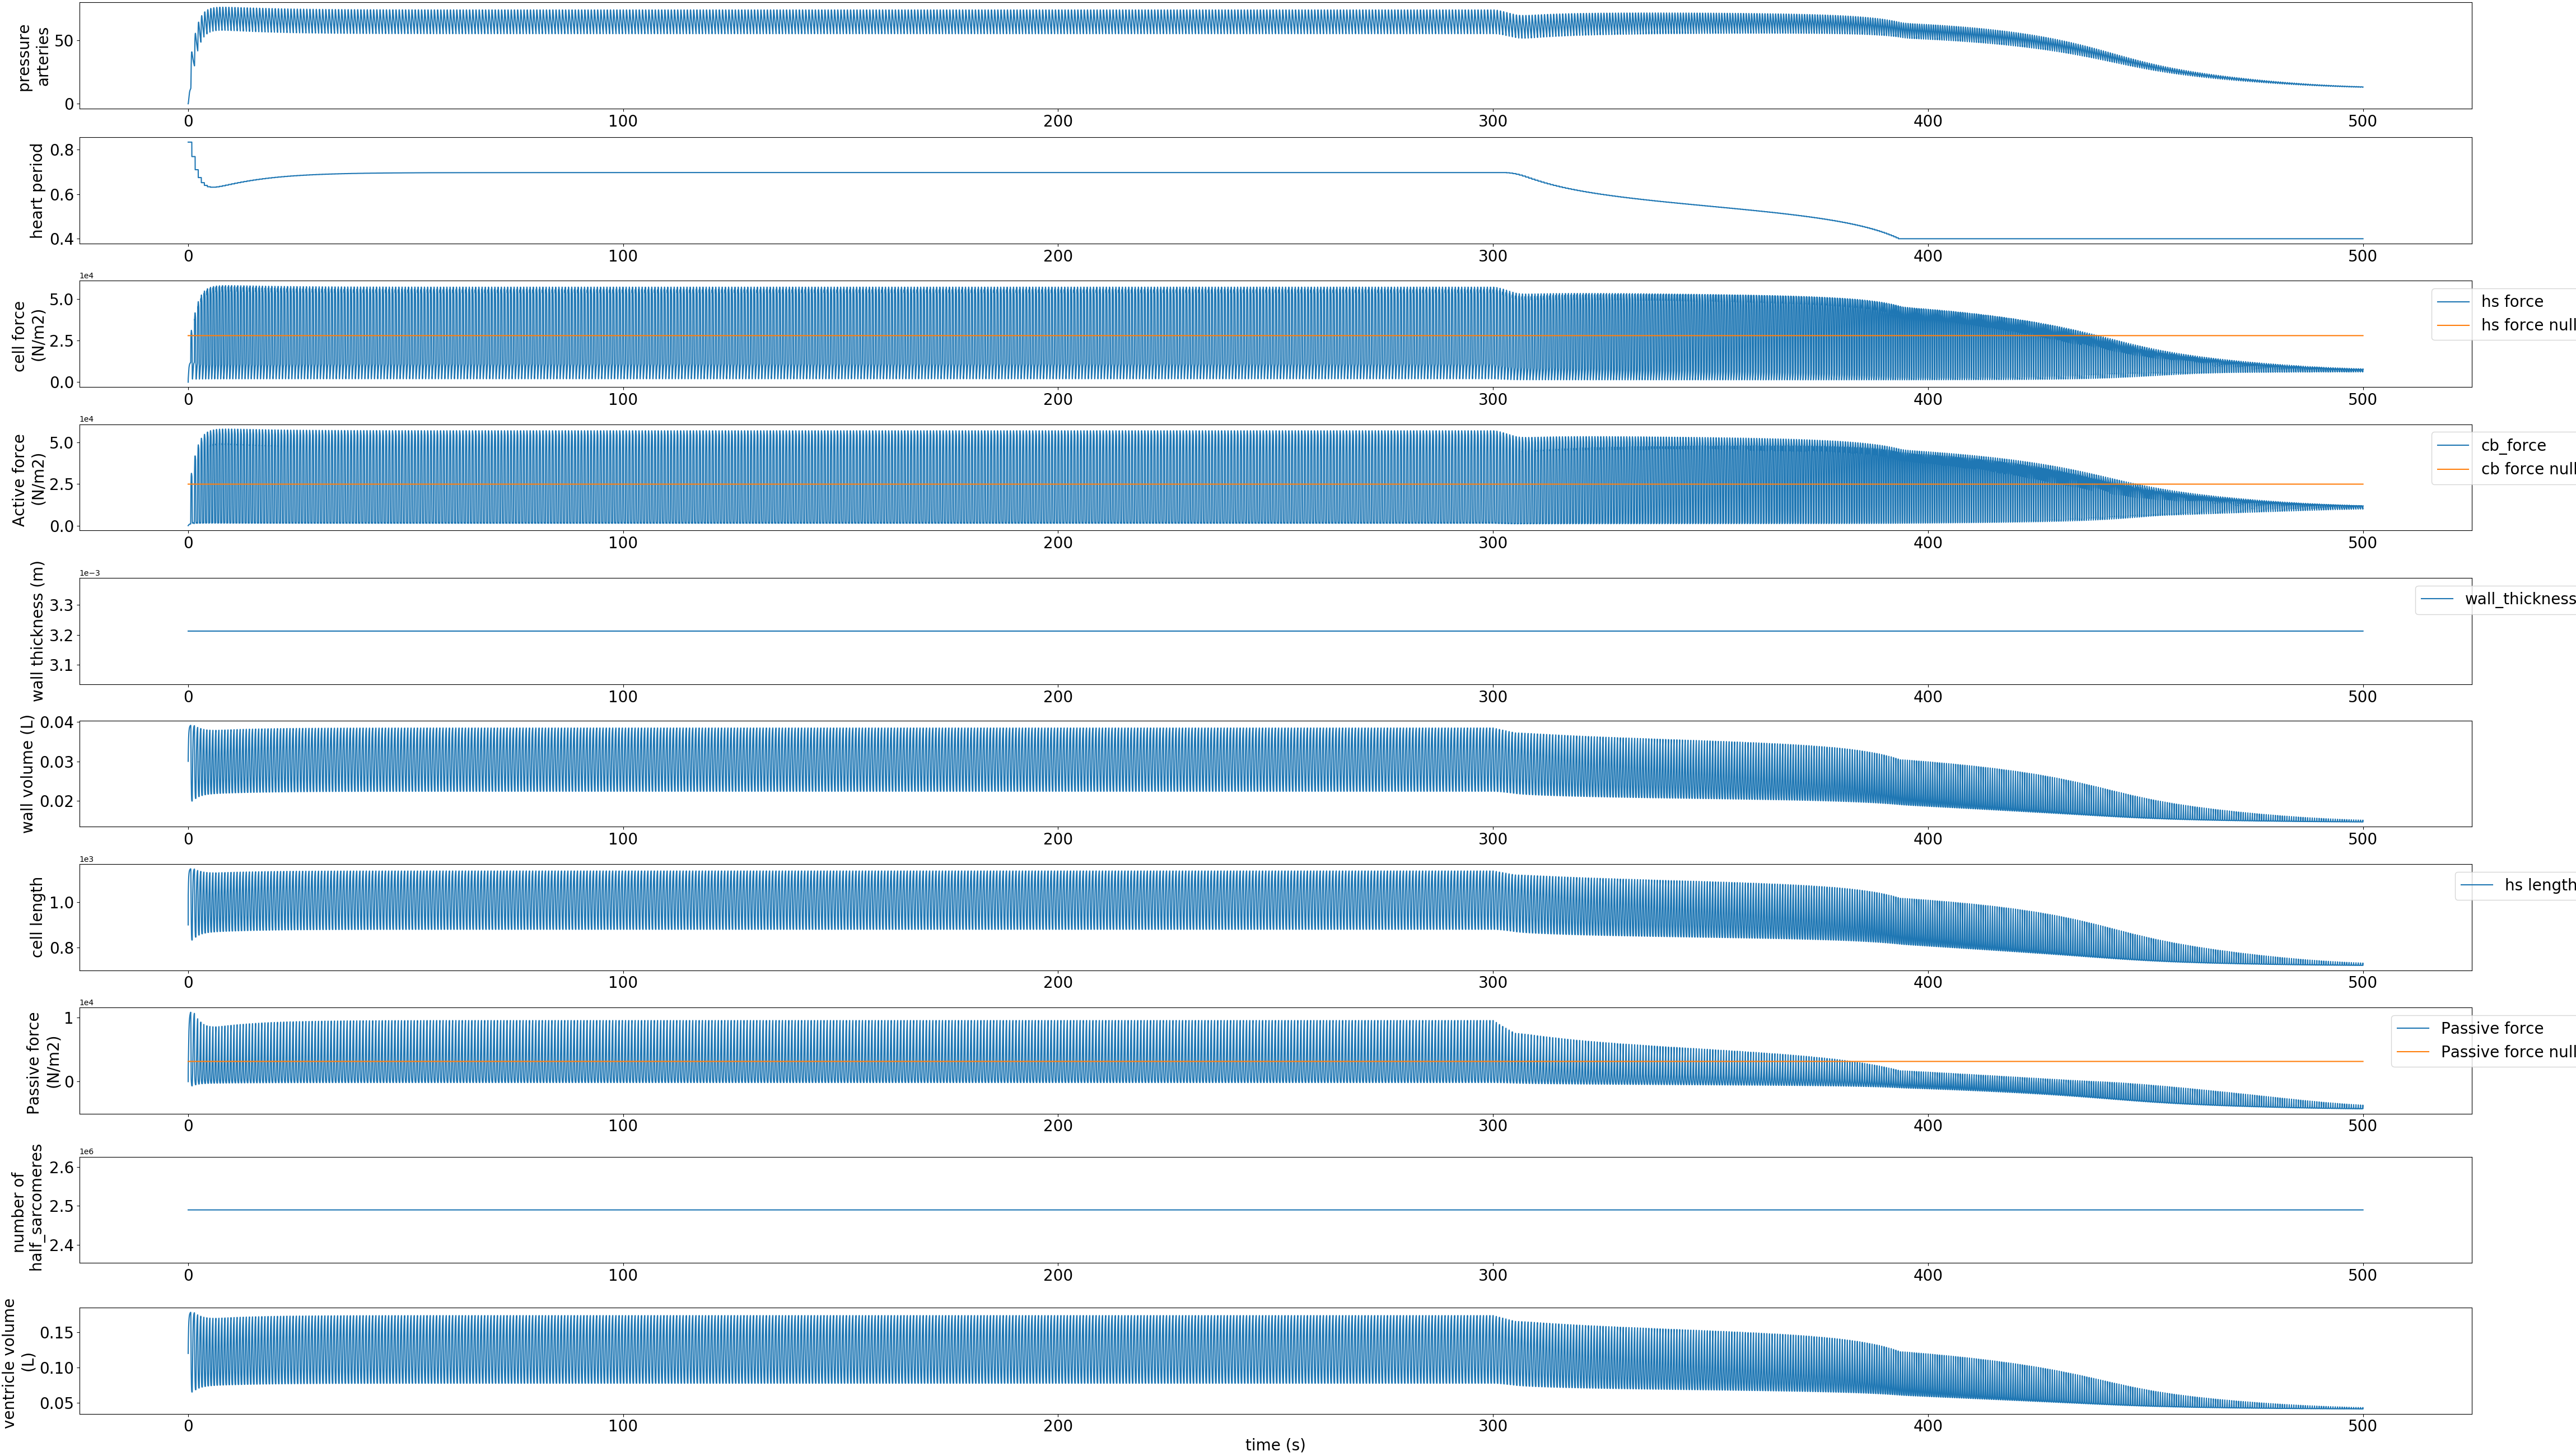 pressure
arteries
50
0
0 100 200 300 400 500
heart period
0.8
0.6
0.4
0 100 200 300 400 500
1e4
cell force
(N/m2)
5.0
2.5
0.0
hs force
hs force null
0 100 200 300 400 500
1e4
Active force
(N/m2)
5.0
2.5
0.0
cb_force
cb force null
0 100 200 300 400 500
1e−3
wall thickness (m)
3.3
3.2
3.1
wall_thickness
0 100 200 300 400 500
wall volume (L)
0.04
0.03
0.02
0 100 200 300 400 500
1e3
cell length
1.0
0.8
hs length
0 100 200 300 400 500
1e4
Passive force
(N/m2)
1
0
Passive force
Passive force null
0 100 200 300 400 500
1e6
number of
half_sarcomeres
2.6
2.5
2.4
0 100 200 300 400 500
ventricle volume
(L)
0.15
0.10
0.05
0 100 200 300 400 500
time (s)